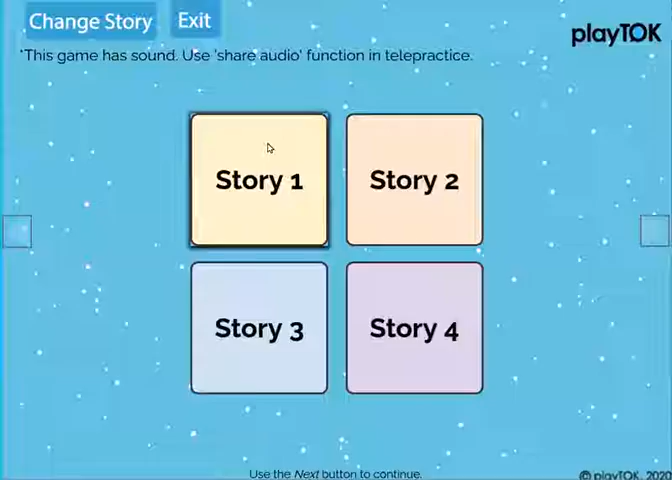 Change Story
Exit
playTOK
*This game has sound. Use 'share audio' function in telepractice.
Story 1
Story 2
Story 3
Story 4
Use the Next button to continue.
© playTOK, 2020